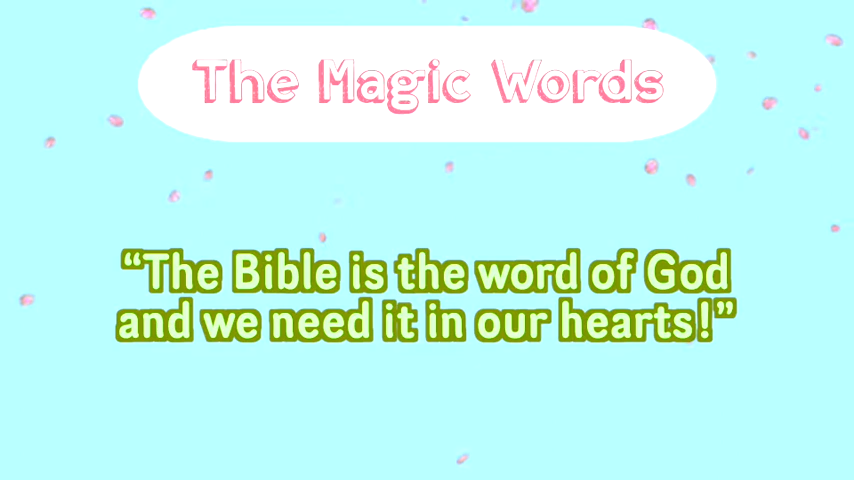 The Magic Words
“The Bible is the word of God
and we need it in our hearts!”